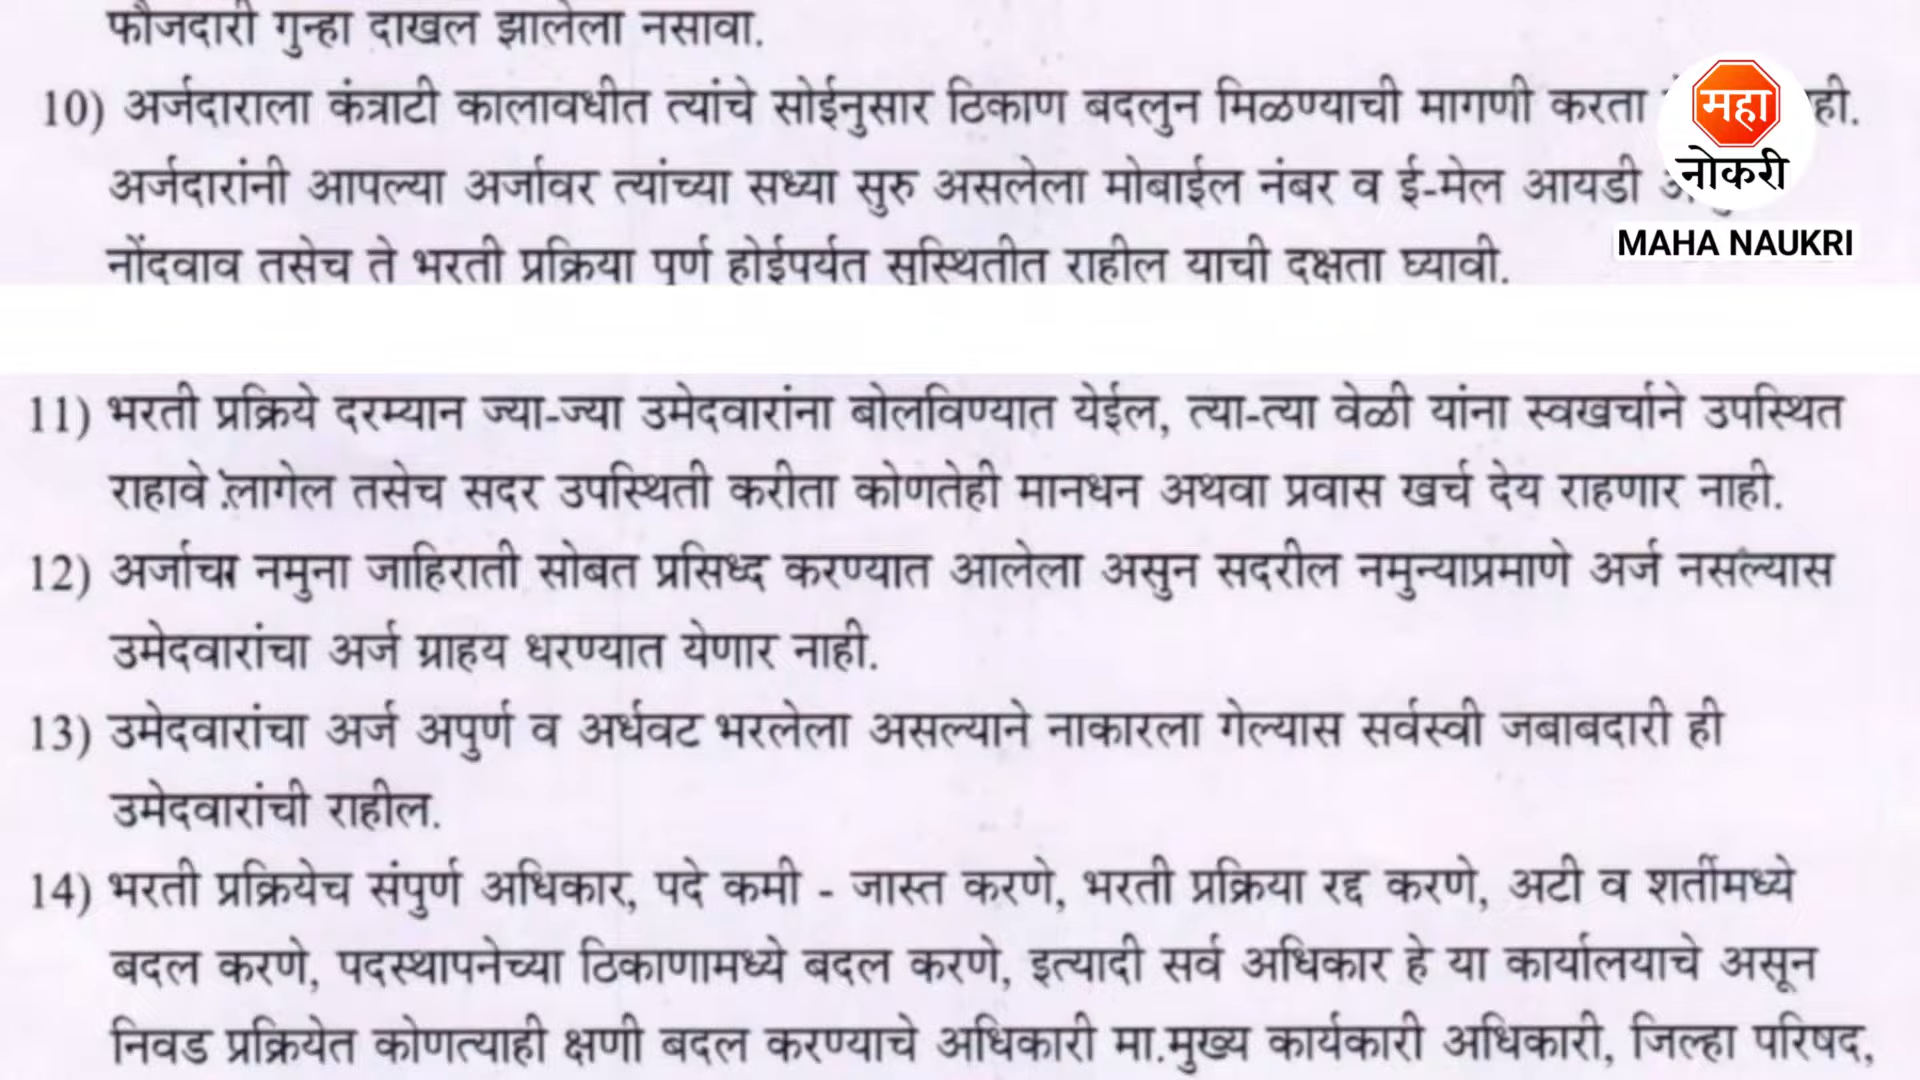 फौजदारी गुन्हा दाखल झालेला नसावा.
10) अर्जदाराला कंत्राटी कालावधीत त्यांचे सोईनुसार ठिकाण बदलुन मिळण्याची मागणी करता
अर्जदारांनी आपल्या अर्जावर त्यांच्या सध्या सुरु असलेला मोबाईल नंबर व ई-मेल आयडी
नोंदवाव तसेच ते भरती प्रक्रिया पुर्ण होईपर्यत सुस्थितीत राहील याची दक्षता घ्यावी.
महा
नोकरी
MAHA NAUKRI
11) भरती प्रक्रिये दरम्यान ज्या-ज्या उमेदवारांना बोलविण्यात येईल, त्या-त्या वेळी यांना स्वखर्चाने उपस्थित
राहावे लागेल तसेच सदर उपस्थिती करीता कोणतेही मानधन अथवा प्रवास खर्च देय राहणार नाही.
12) अर्जाचा नमुना जाहिराती सोबत प्रसिध्द करण्यात आलेला असुन सदरील नमुन्याप्रमाणे अर्ज नसल्यास
उमेदवारांचा अर्ज ग्राहय धरण्यात येणार नाही.
13) उमेदवारांचा अर्ज अपुर्ण व अर्धवट भरलेला असल्याने नाकारला गेल्यास सर्वस्वी जबाबदारी ही
उमेदवारांची राहील.
14) भरती प्रक्रियेच संपुर्ण अधिकार, पदे कमी - जास्त करणे, भरती प्रक्रिया रद्द करणे, अटी व शर्तीमध्ये
बदल करणे, पदस्थापनेच्या ठिकाणामध्ये बदल करणे, इत्यादी सर्व अधिकार हे या कार्यालयाचे असून
निवड प्रक्रियेत कोणत्याही क्षणी बदल करण्याचे अधिकारी मा.मुख्य कार्यकारी अधिकारी, जिल्हा परिषद,